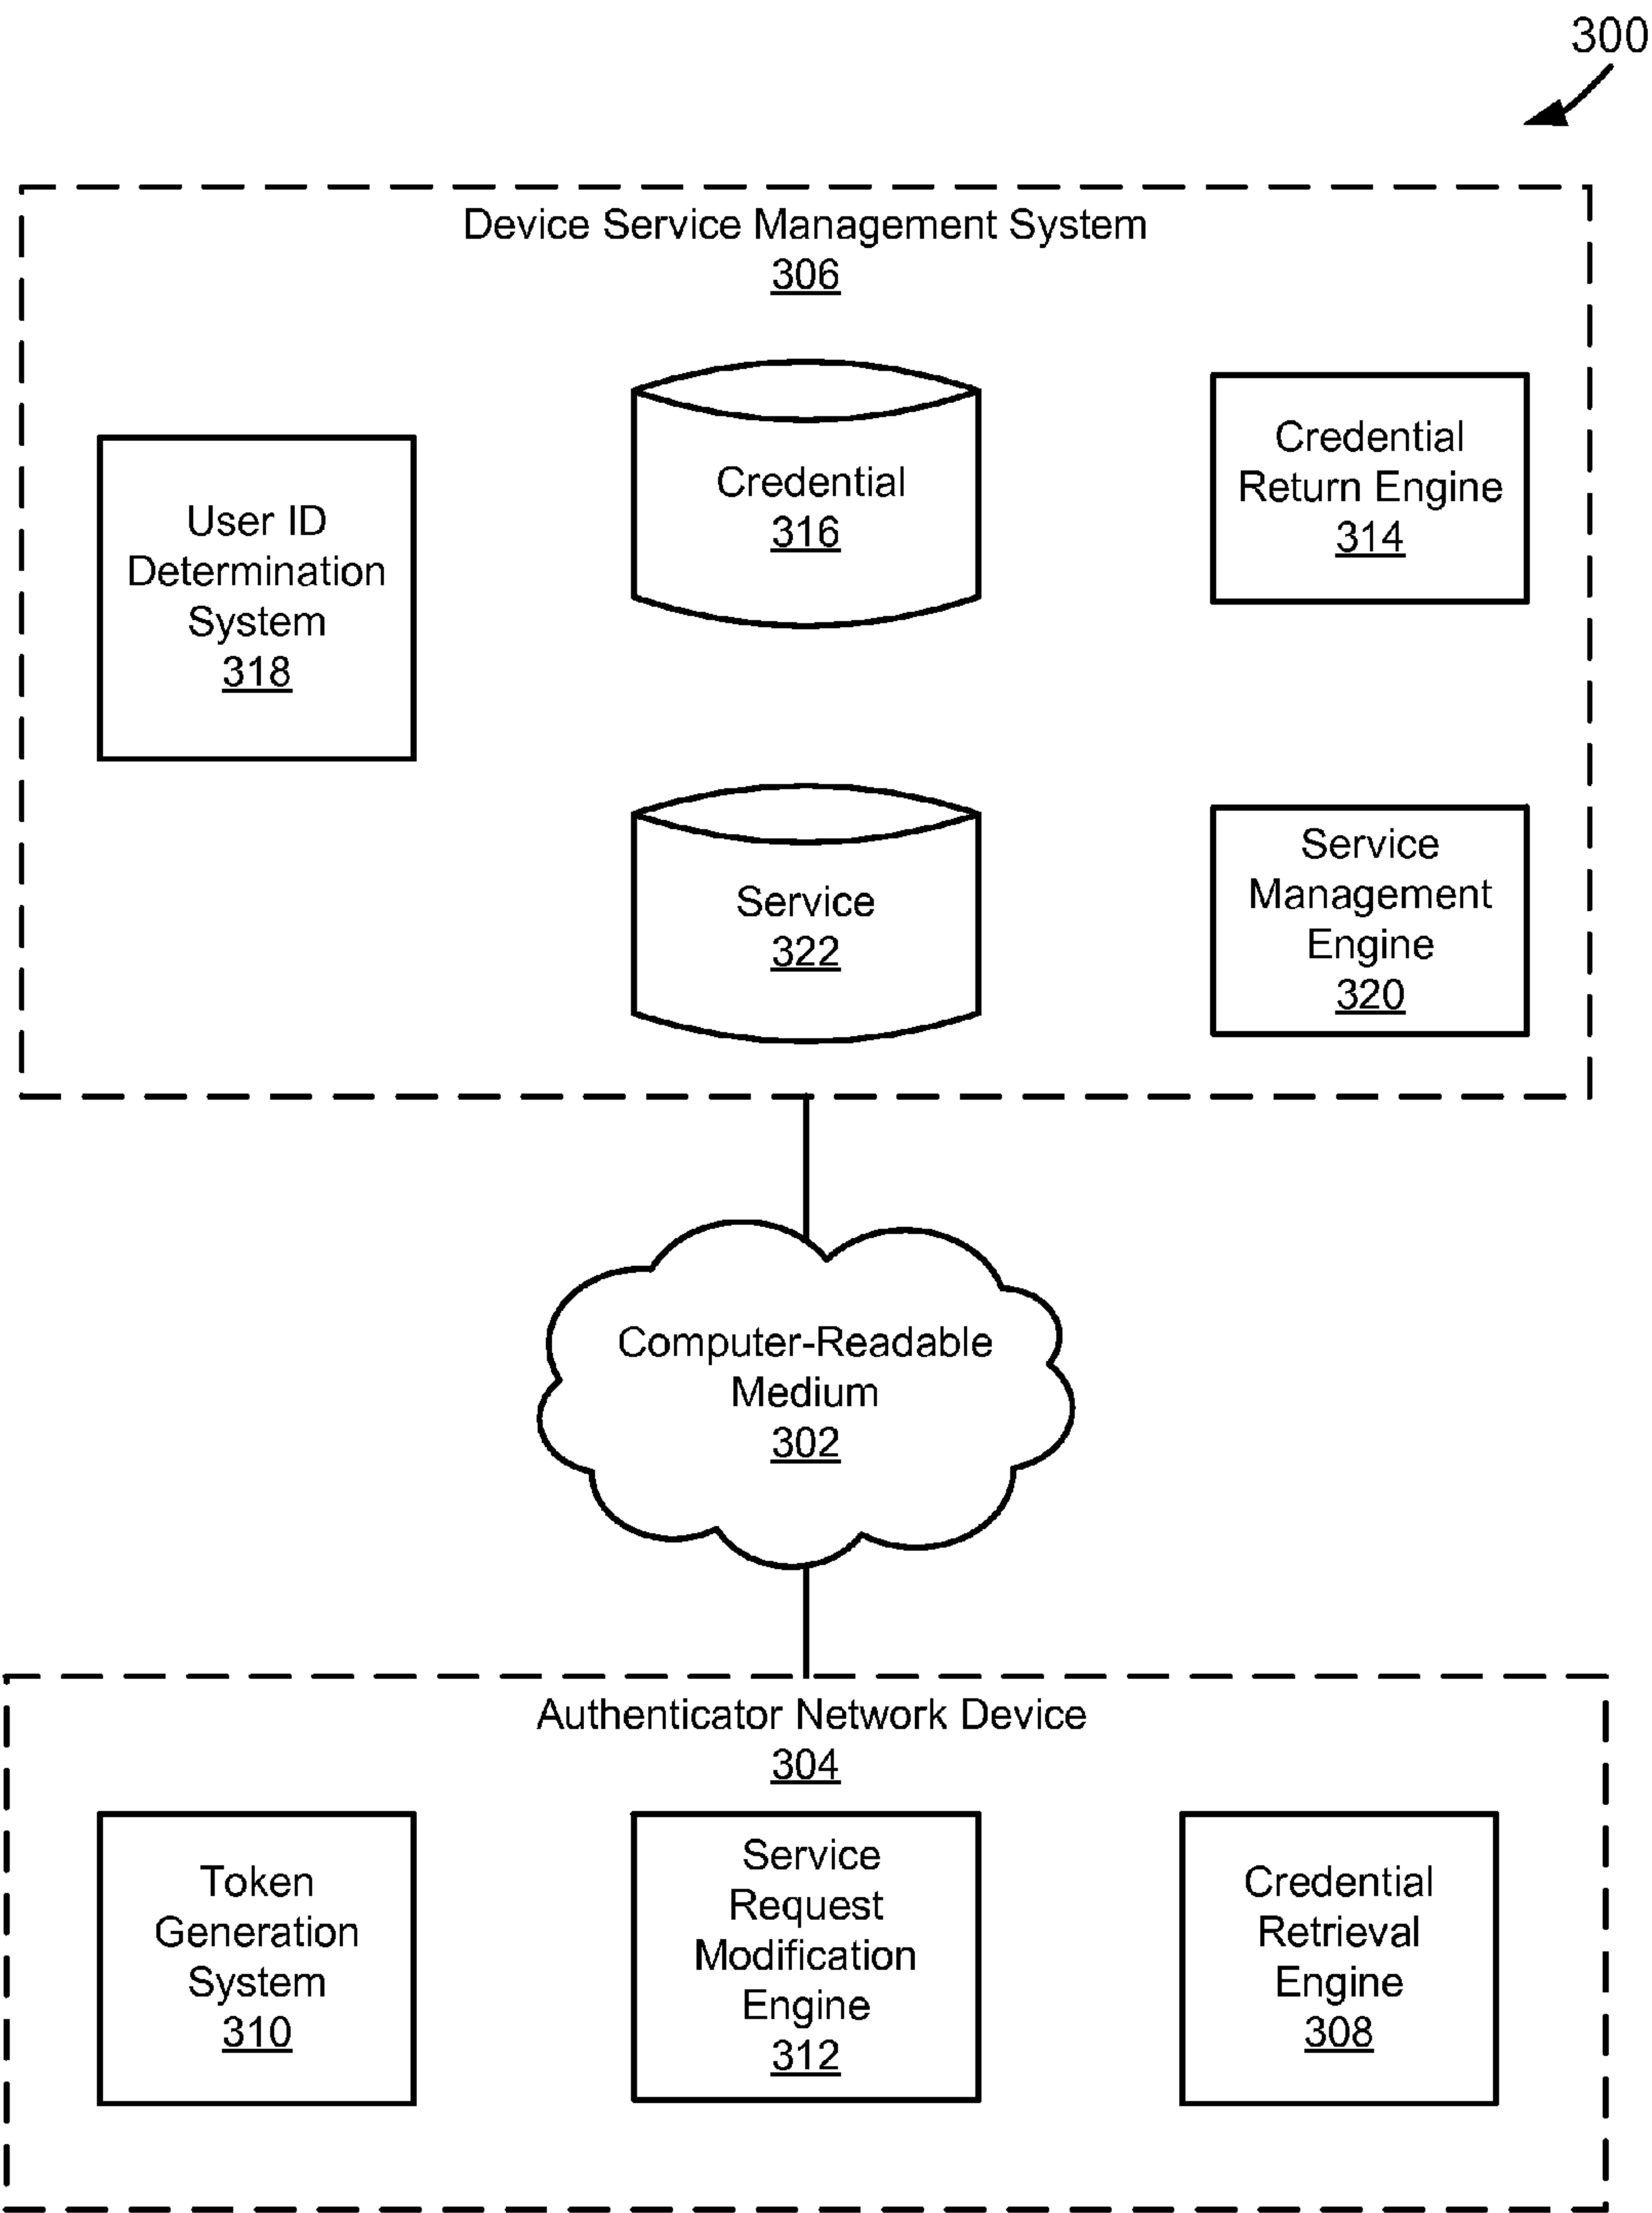 300
Device Service Management System
306
User ID
Determination
System
318
Credential
316
Credential
Return Engine
314
Service
322
Service
Management
Engine
320
Computer-Readable
Medium
302
Authenticator Network Device
304
Token
Generation
System
310
Service
Request
Modification
Engine
312
Credential
Retrieval
Engine
308